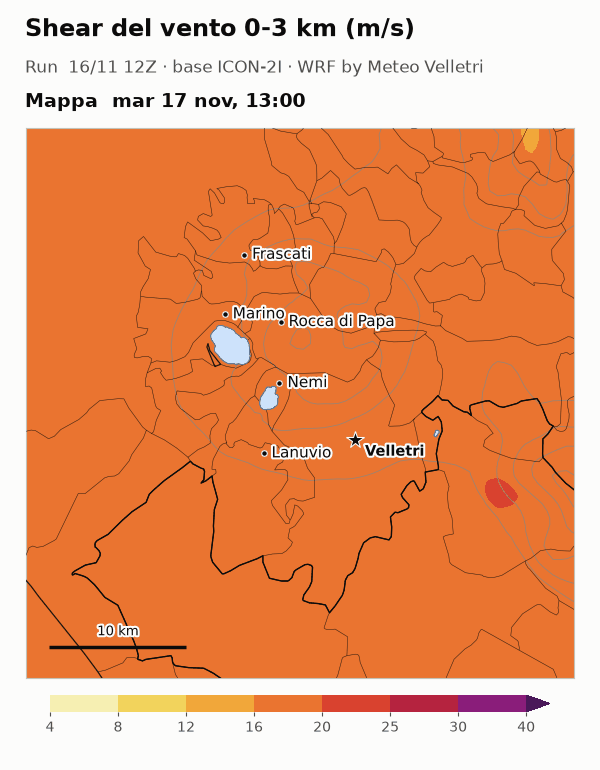 Shear del vento 0-3 km (m/s)
Run  16/11 12Z · base ICON-2I · WRF by Meteo Velletri
Mappa  mar 17 nov, 13:00
Frascati
Marino
Rocca di Papa
Nemi
Velletri
Lanuvio
10 km
4 8 12 16 20 25 30 40